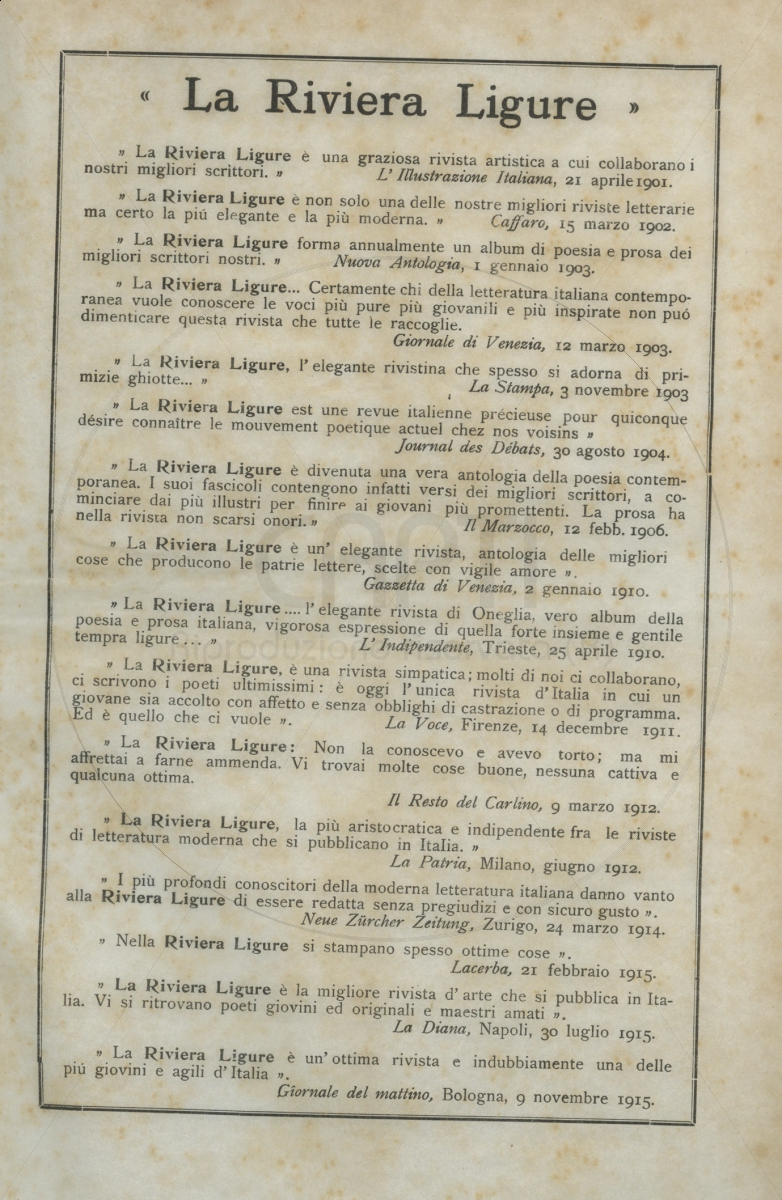 « La Riviera Ligure »
» La Riviera Ligure è una graziosa rivista artistica a cui collaborano i
nostri migliori scrittori. » L' Illustrazione Italiana, 21 aprile 1901.
» La Riviera Ligure è non solo una delle nostre migliori riviste letterarie
ma certo la piú elegante e la più moderna. » Caffaro, 15 marzo 1902.
» La Riviera Ligure forma annualmente un album di poesia e prosa dei
migliori scrittori nostri. » Nuova Antologia, 1 gennaio 1903.
» La Riviera Ligure... Certamente chi della letteratura italiana contempo-
ranea vuole conoscere le voci più pure più giovanili e più inspirate non puó
dimenticare questa rivista che tutte le raccoglie.
Giornale di Venezia, 12 marzo 1903.
» La Riviera Ligure, l' elegante rivistina che spesso si adorna di pri-
mizie ghiotte... » La Stampa, 3 novembre 1903
» La Riviera Ligure est une revue italienne précieuse pour quiconque
désire connaître le mouvement poetique actuel chez nos voisins »
Journal des Débats, 30 agosto 1904.
» La Riviera Ligure è divenuta una vera antologia della poesia contem-
poranea. I suoi fascicoli contengono infatti versi dei migliori scrittori, a co-
minciare dai più illustri per finire ai giovani più promettenti. La prosa ha
nella rivista non scarsi onori. » Il Marzocco, 12 febb. 1906.
» La Riviera Ligure è un' elegante rivista, antologia delle migliori
cose che producono le patrie lettere, scelte con vigile amore ».
Gazzetta di Venezia, 2 gennaio 1910.
» La Riviera Ligure .... l' elegante rivista di Oneglia, vero album della
poesia e prosa italiana, vigorosa espressione di quella forte insieme e gentile
tempra ligure ... » L' Indipendente, Trieste, 25 aprile 1910.
» La Riviera Ligure, è una rivista simpatica; molti di noi ci collaborano,
ci scrivono i poeti ultimissimi: è oggi l' unica rivista d' Italia in cui un
giovane sia accolto con affetto e senza obblighi di castrazione o di programma.
Ed è quello che ci vuole ». La Voce, Firenze, 14 decembre 1911.
» La Riviera Ligure: Non la conoscevo e avevo torto; ma mi
affrettai a farne ammenda. Vi trovai molte cose buone, nessuna cattiva e
qualcuna ottima.
Il Resto del Carlino, 9 marzo 1912.
» La Riviera Ligure, la più aristocratica e indipendente fra le riviste
di letteratura moderna che si pubblicano in Italia. »
La Patria, Milano, giugno 1912.
» I più profondi conoscitori della moderna letteratura italiana danno vanto
alla Riviera Ligure di essere redatta senza pregiudizi e con sicuro gusto ».
Neue Zürcher Zeitung, Zurigo, 24 marzo 1914.
» Nella Riviera Ligure si stampano spesso ottime cose ».
Lacerba, 21 febbraio 1915.
» La Riviera Ligure è la migliore rivista d' arte che si pubblica in Ita-
lia. Vi si ritrovano poeti giovini ed originali e maestri amati ».
La Diana, Napoli, 30 luglio 1915.
» La Riviera Ligure è un' ottima rivista e indubbiamente una delle
piú giovini e agili d' Italia ».
Giornale del mattino, Bologna, 9 novembre 1915.